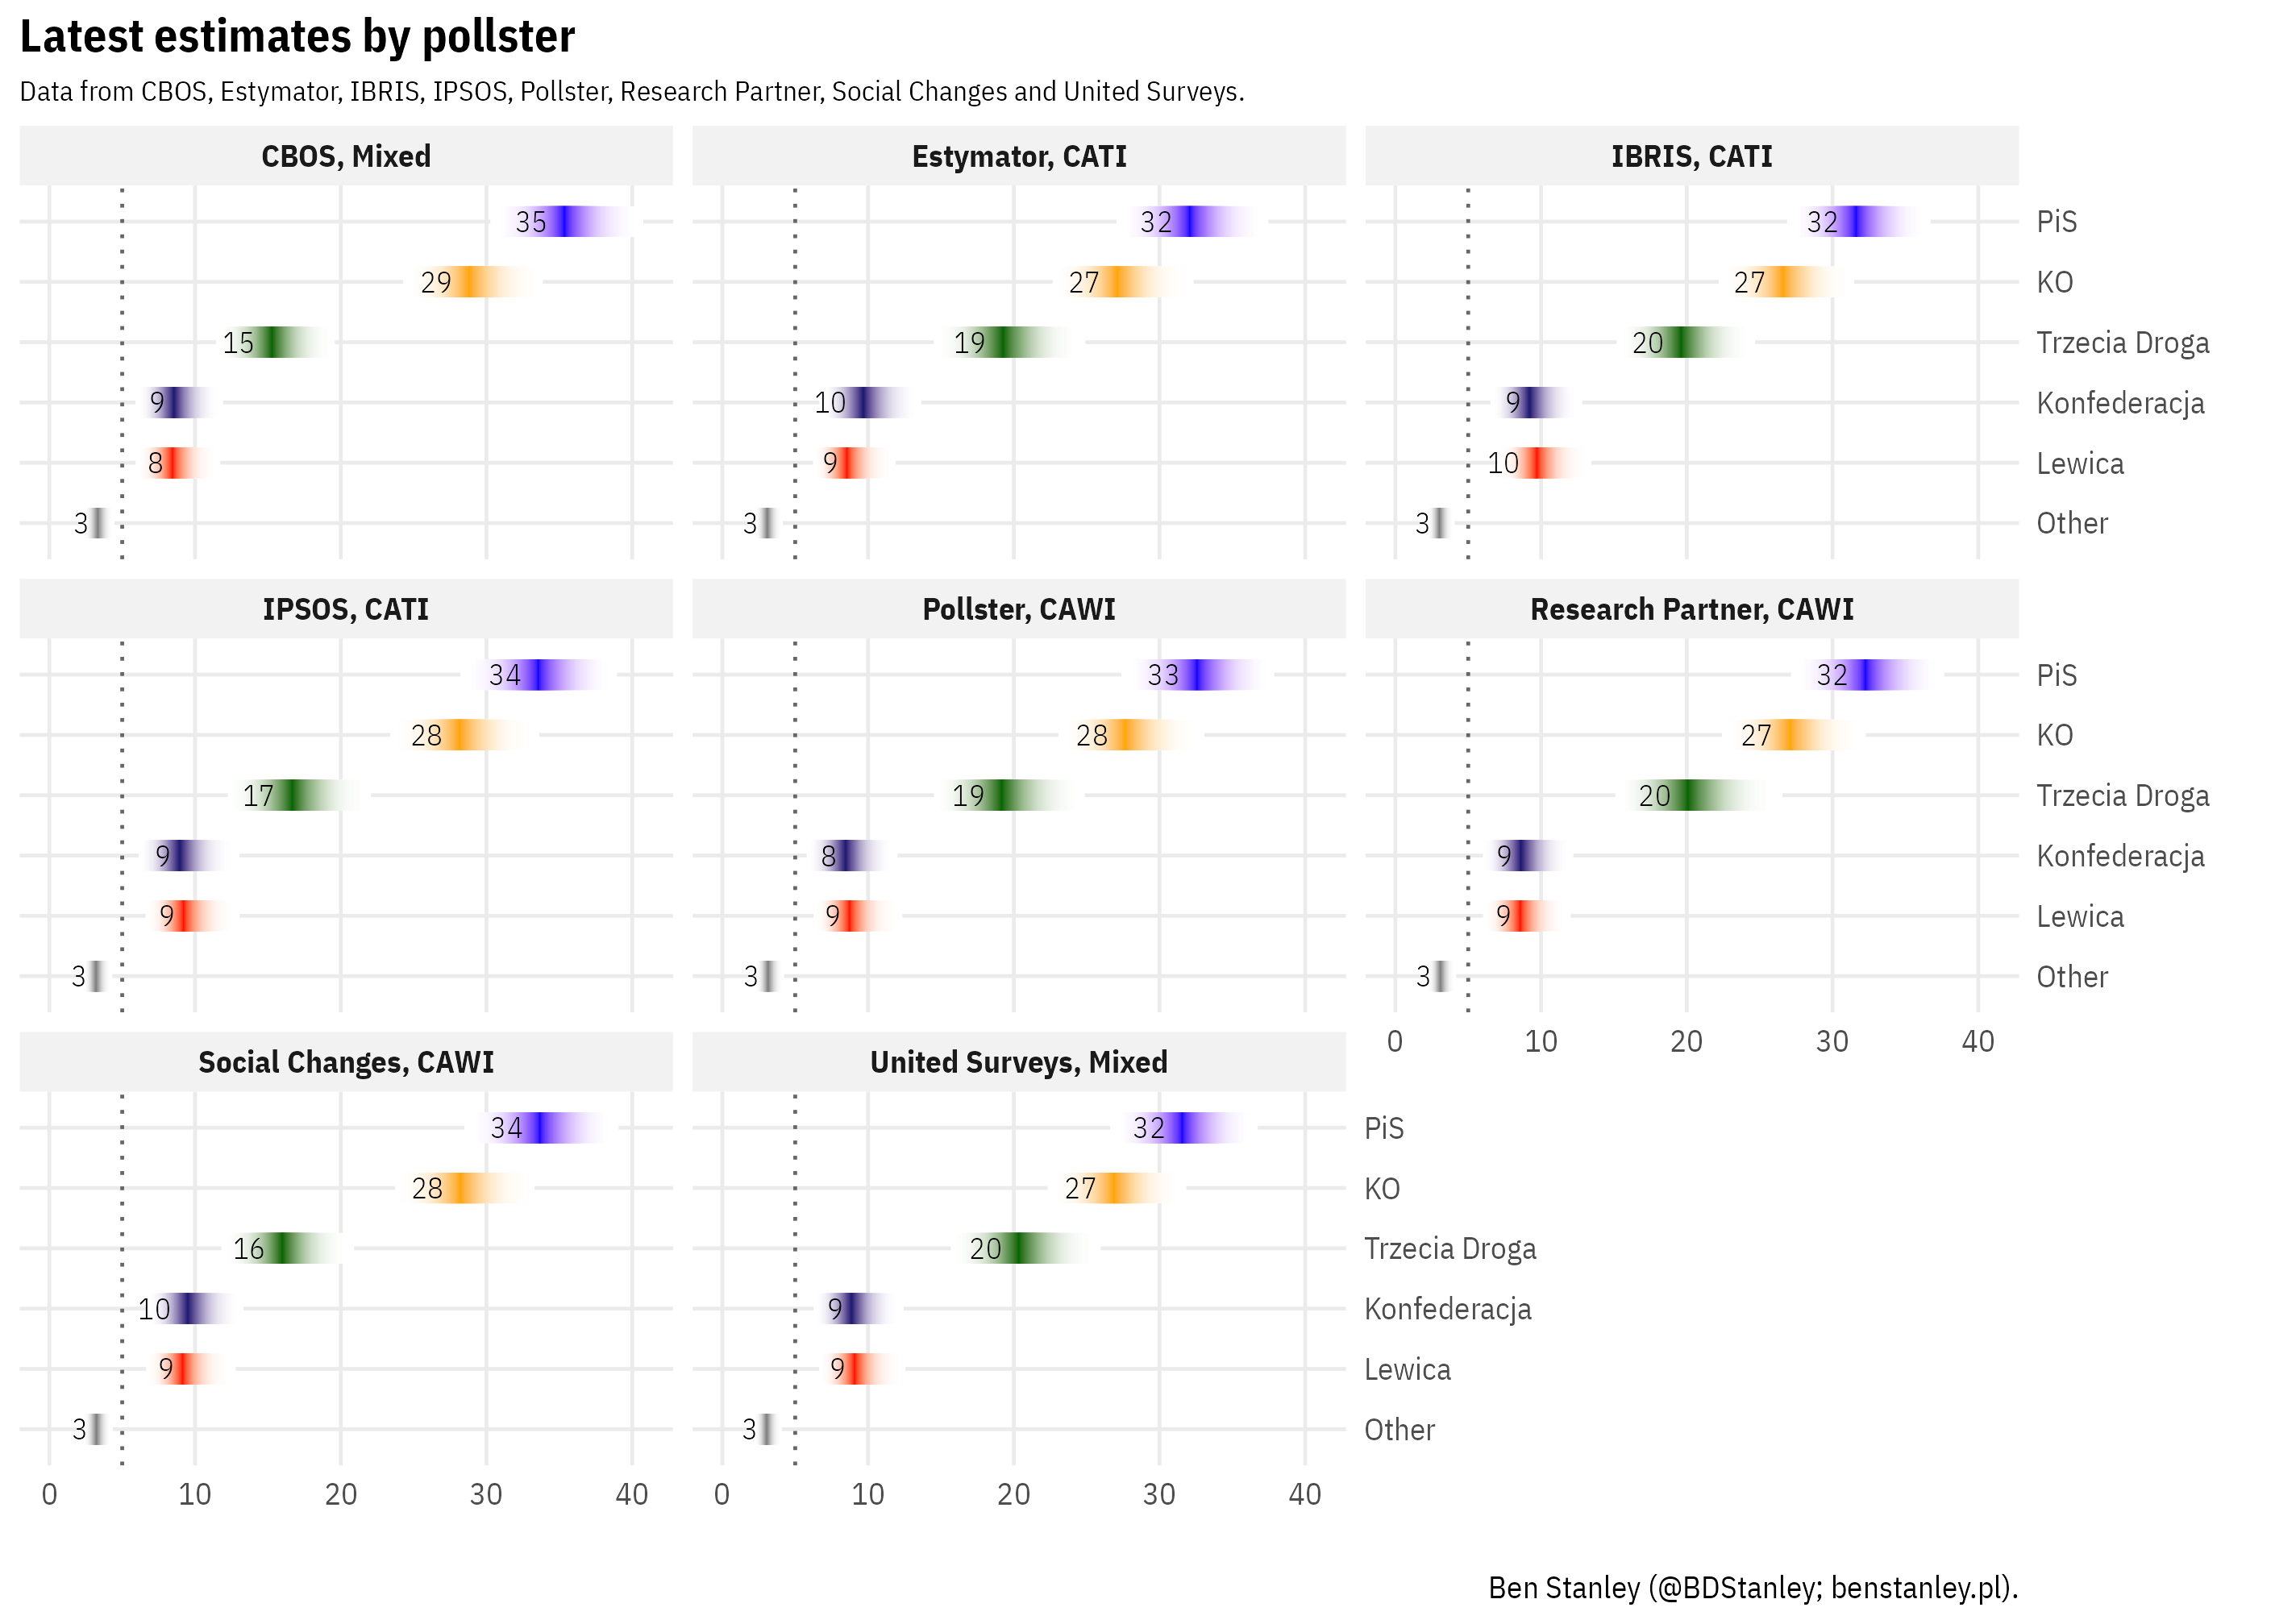 Latest estimates by pollster
Data from CBOS, Estymator, IBRIS, IPSOS, Pollster, Research Partner, Social Changes and United Surveys.
CBOS, Mixed
Estymator, CATI
IBRIS, CATI
35
32
32
PiS
29
27
27
KO
15
19
20
Trzecia Droga
9
10
9
Konfederacja
8
9
10
Lewica
3
3
3
Other
IPSOS, CATI
Pollster, CAWI
Research Partner, CAWI
34
33
32
PiS
28
28
27
KO
17
19
20
Trzecia Droga
9
8
9
Konfederacja
9
9
9
Lewica
3
3
3
Other
0 10 20 30 40
Social Changes, CAWI
United Surveys, Mixed
34
32
PiS
28
27
KO
16
20
Trzecia Droga
10
9
Konfederacja
9
9
Lewica
3
3
Other
0 10 20 30 40
0 10 20 30 40
Ben Stanley (@BDStanley; benstanley.pl).